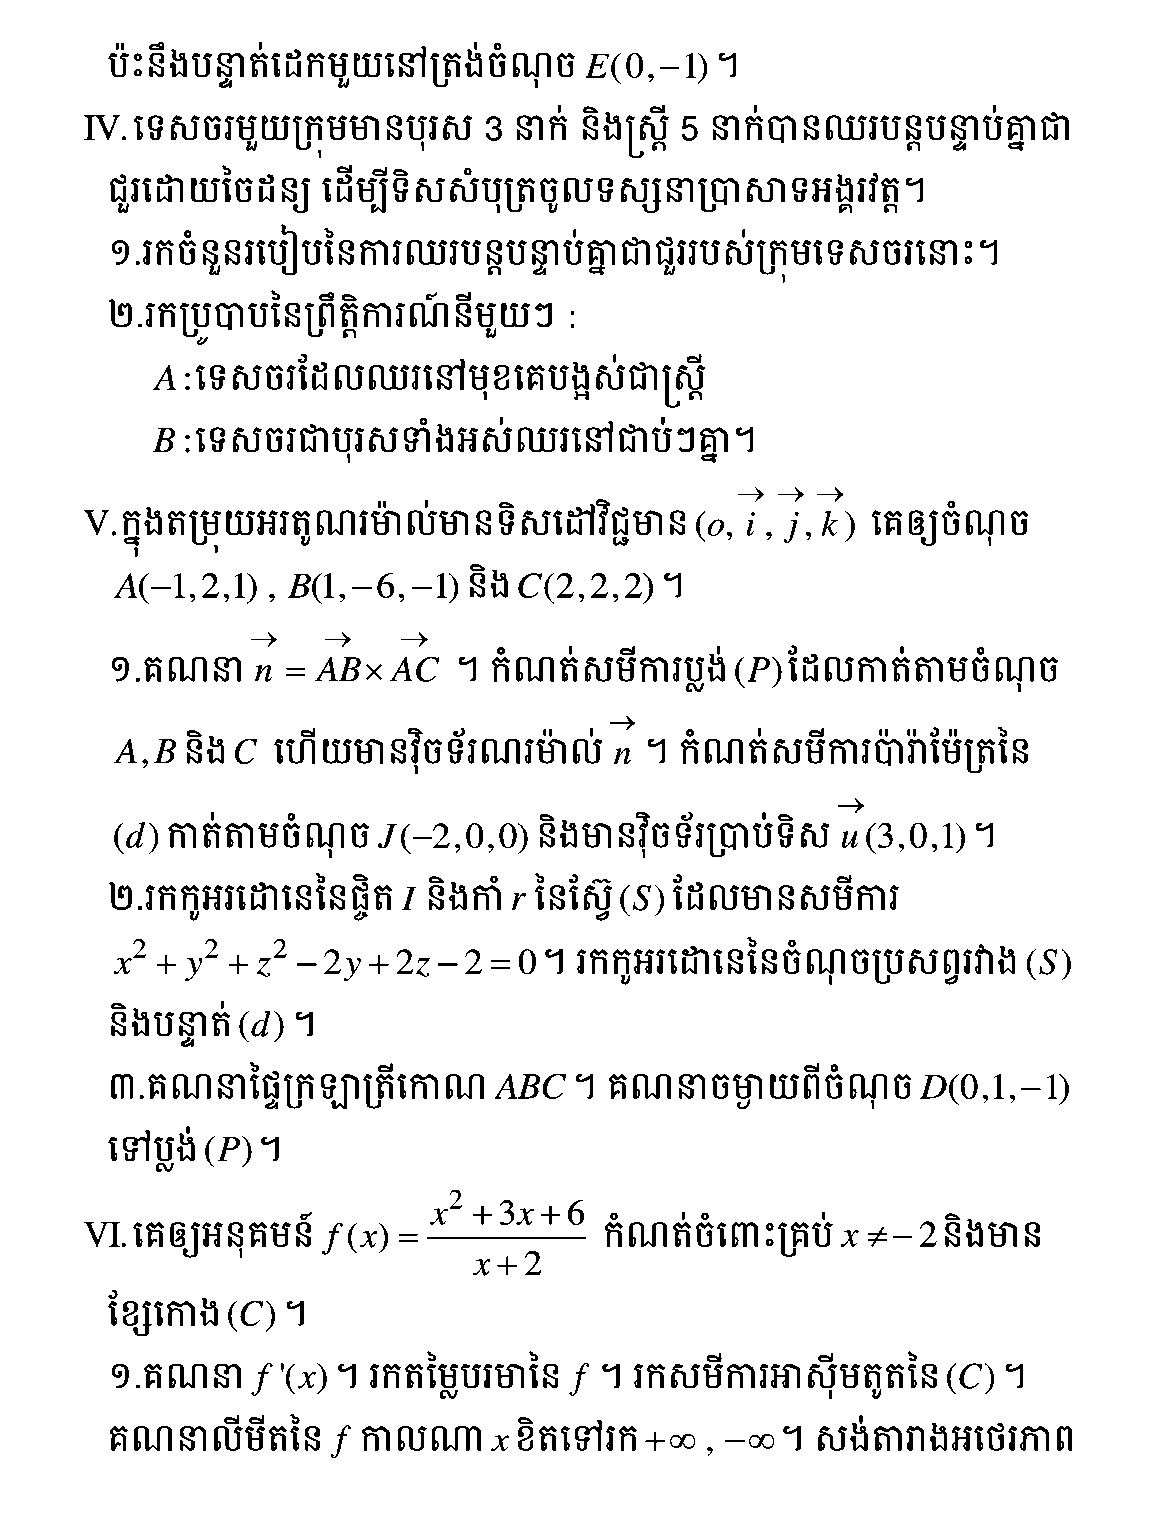 ប៉ះនឹងបន្ទាត់ដេកមួយនៅត្រង់ចំណុច E(0,−1) ។
IV. ទេសចរមួយក្រុមមានបុរស 3 នាក់ និងស្ត្រី 5 នាក់បានឈរបន្តបន្ទាប់គ្នាជា
ជួរដោយចៃដន្យ ដើម្បីទិសសំបុត្រចូលទស្សនាប្រាសាទអង្គរវត្ត។
១.រកចំនួនរបៀបនៃការឈរបន្តបន្ទាប់គ្នាជាជួររបស់ក្រុមទេសចរនោះ។
២.រកប្រូបាបនៃព្រឹត្តិការណ៍នីមួយៗ :
A :ទេសចរដែលឈរនៅមុខគេបង្អស់ជាស្ត្រី
B :ទេសចរជាបុរសទាំងអស់ឈរនៅជាប់ៗគ្នា។
V.ក្នុងតម្រុយអរតូណរម៉ាល់មានទិសដៅវិជ្ជមាន (o, \vec{i}, \vec{j}, \vec{k}) គេឲ្យចំណុច
A(−1,2,1) , B(1,−6,−1) និង C(2,2,2) ។
១.គណនា \vec{n} = \vec{AB} × \vec{AC} ។ កំណត់សមីការប្លង់ (P) ដែលកាត់តាមចំណុច
A,B និង C ហើយមានវ៉ិចទ័រណរម៉ាល់ \vec{n} ។ កំណត់សមីការប៉ារ៉ាម៉ែត្រនៃ
(d) កាត់តាមចំណុច J(−2,0,0) និងមានវ៉ិចទ័រប្រាប់ទិស \vec{u}(3,0,1) ។
២.រកកូអរដោនេនៃផ្ចិត I និងកាំ r នៃស្វ៊ែ (S) ដែលមានសមីការ
x² + y² + z² − 2y + 2z − 2 = 0 ។ រកកូអរដោនេនៃចំណុចប្រសព្វរវាង (S)
និងបន្ទាត់ (d) ។
៣.គណនាផ្ទៃក្រឡាត្រីកោណ ABC ។ គណនាចម្ងាយពីចំណុច D(0,1,−1)
ទៅប្លង់ (P) ។
VI. គេឲ្យអនុគមន៍ f(x) = (x² + 3x + 6)/(x + 2) កំណត់ចំពោះគ្រប់ x ≠ −2 និងមាន
ខ្សែកោង (C) ។
១.គណនា f '(x) ។ រកតម្លៃបរមានៃ f ។ រកសមីការអាស៊ីមតូតនៃ (C) ។
គណនាលីមីតនៃ f កាលណា x ខិតទៅរក +∞ , −∞ ។ សង់តារាងអថេរភាព